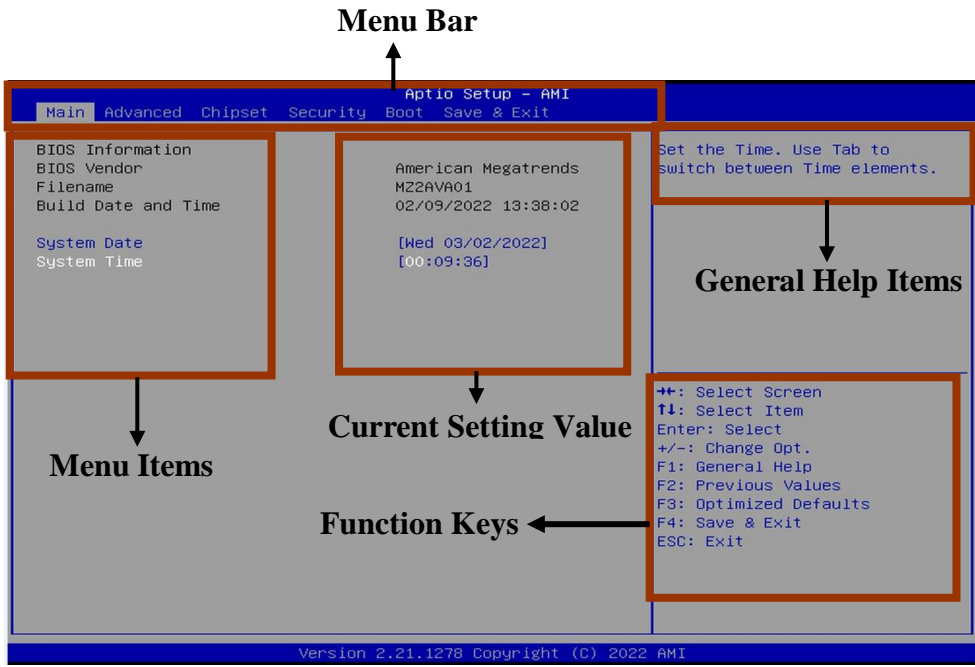 Menu Bar
Aptio Setup – AMI
Main Advanced Chipset Security Boot Save & Exit
BIOS Information
BIOS Vendor American Megatrends
Filename MZ2AVA01
Build Date and Time 02/09/2022 13:38:02
System Date [Wed 03/02/2022]
System Time [00:09:36]
Set the Time. Use Tab to
switch between Time elements.
General Help Items
Current Setting Value
Menu Items
→←: Select Screen
↑↓: Select Item
Enter: Select
+/-: Change Opt.
F1: General Help
F2: Previous Values
F3: Optimized Defaults
F4: Save & Exit
ESC: Exit
Function Keys
Version 2.21.1278 Copyright (C) 2022 AMI